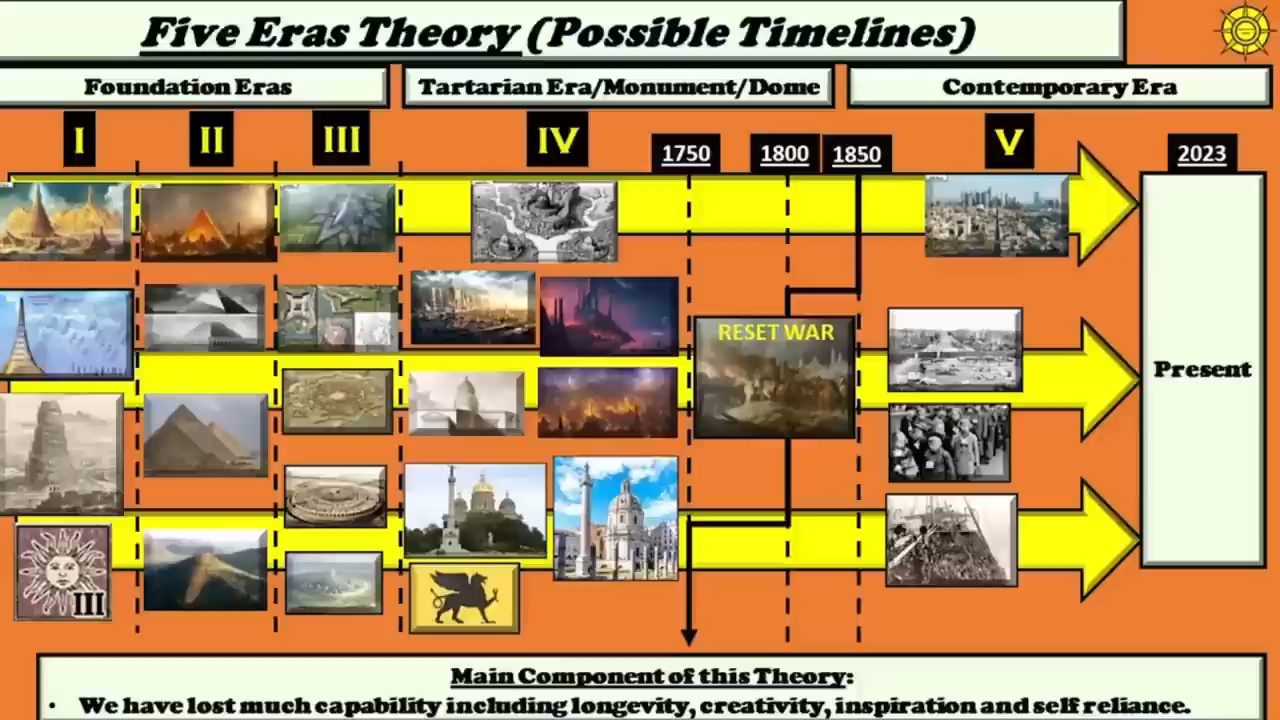 Five Eras Theory (Possible Timelines)
Foundation Eras
Tartarian Era/Monument/Dome
Contemporary Era
I
II
III
IV
1750
1800
1850
V
2023
RESET WAR
Present
III
Main Component of this Theory:
· We have lost much capability including longevity, creativity, inspiration and self reliance.